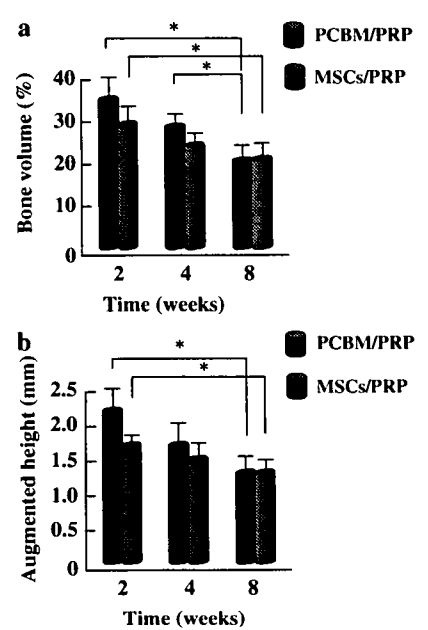 a
*
*
*
PCBM/PRP
MSCs/PRP
Bone volume (%)
40
30
20
10
0
2 4 8
Time (weeks)
b
*
*
PCBM/PRP
MSCs/PRP
Augmented height (mm)
2.5
2.0
1.5
1.0
0.5
0
2 4 8
Time (weeks)